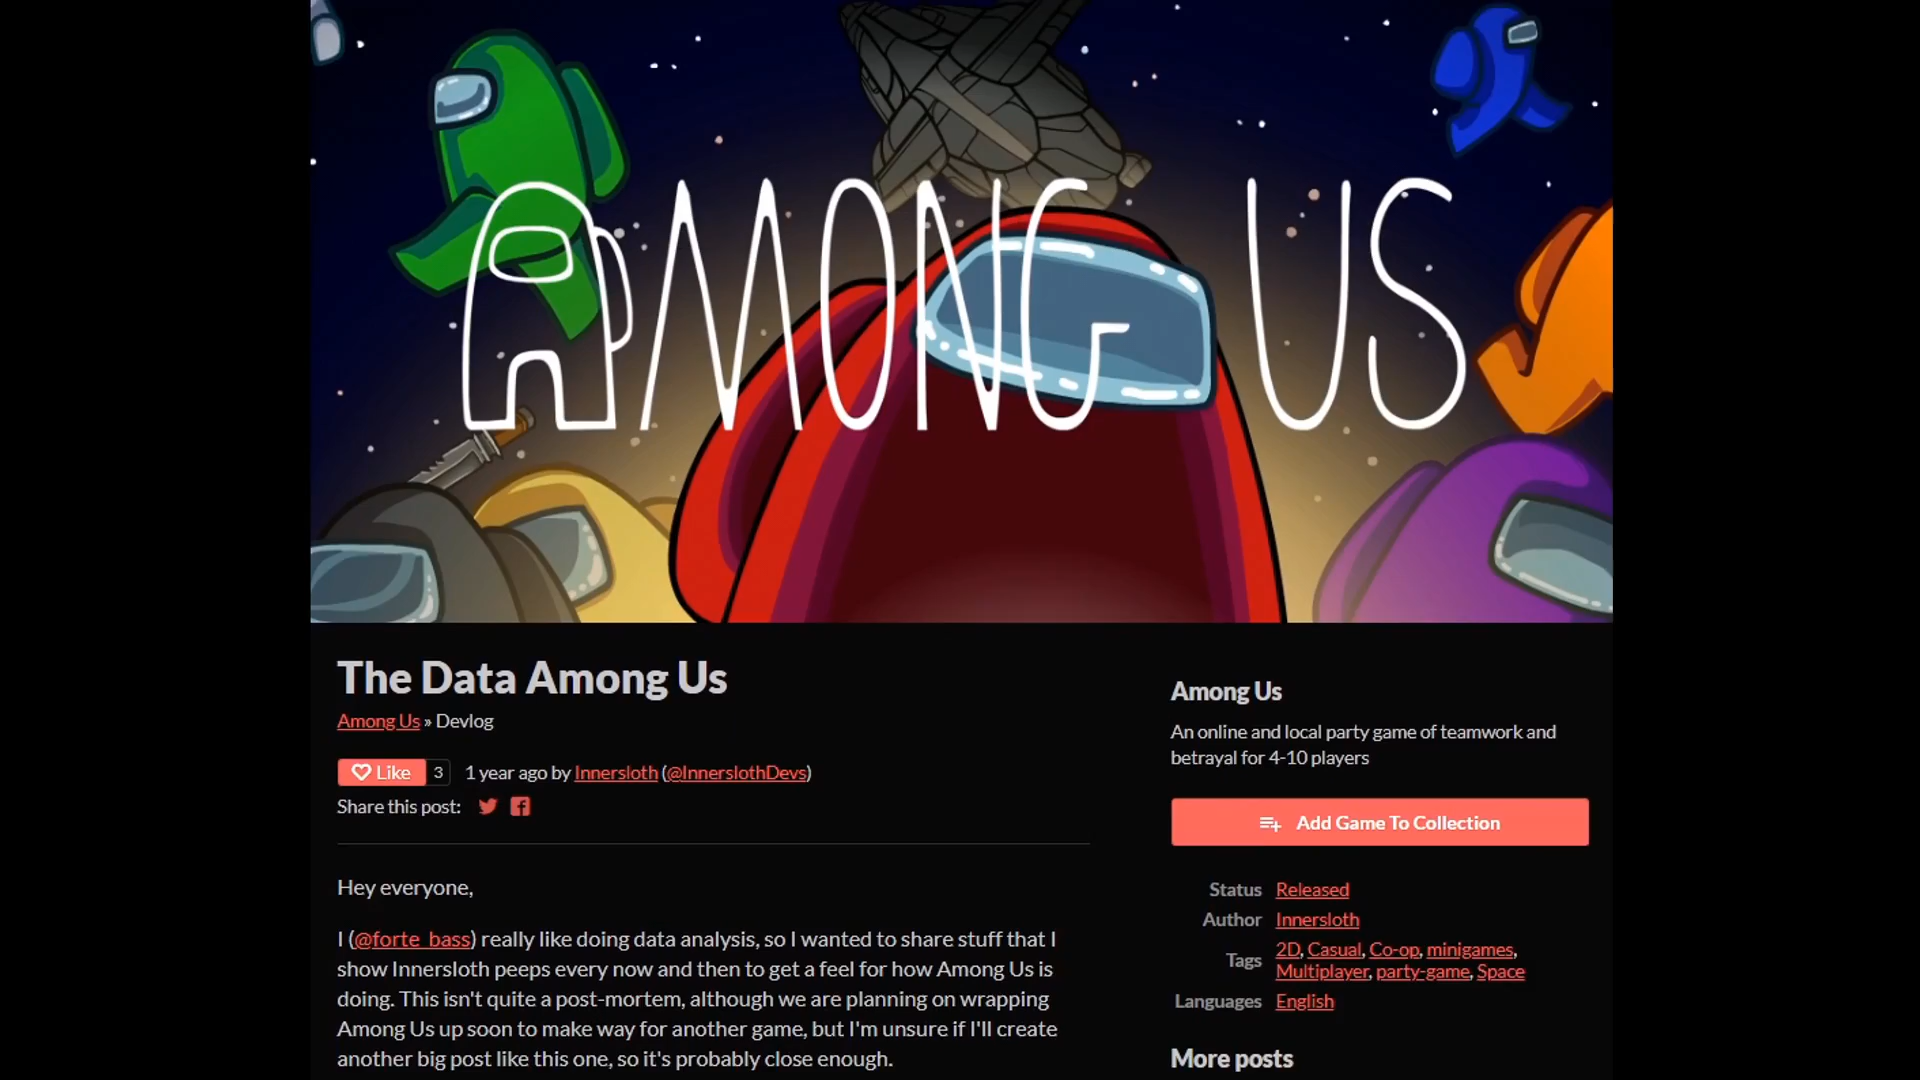 AMONG US
The Data Among Us
Among Us » Devlog
Like 3 1 year ago by Innersloth (@InnerslothDevs)
Share this post:
Hey everyone,
I (@forte_bass) really like doing data analysis, so I wanted to share stuff that I
show Innersloth peeps every now and then to get a feel for how Among Us is
doing. This isn't quite a post-mortem, although we are planning on wrapping
Among Us up soon to make way for another game, but I'm unsure if I'll create
another big post like this one, so it's probably close enough.
Among Us
An online and local party game of teamwork and
betrayal for 4-10 players
Add Game To Collection
Status Released
Author Innersloth
Tags 2D, Casual, Co-op, minigames,
Multiplayer, party-game, Space
Languages English
More posts